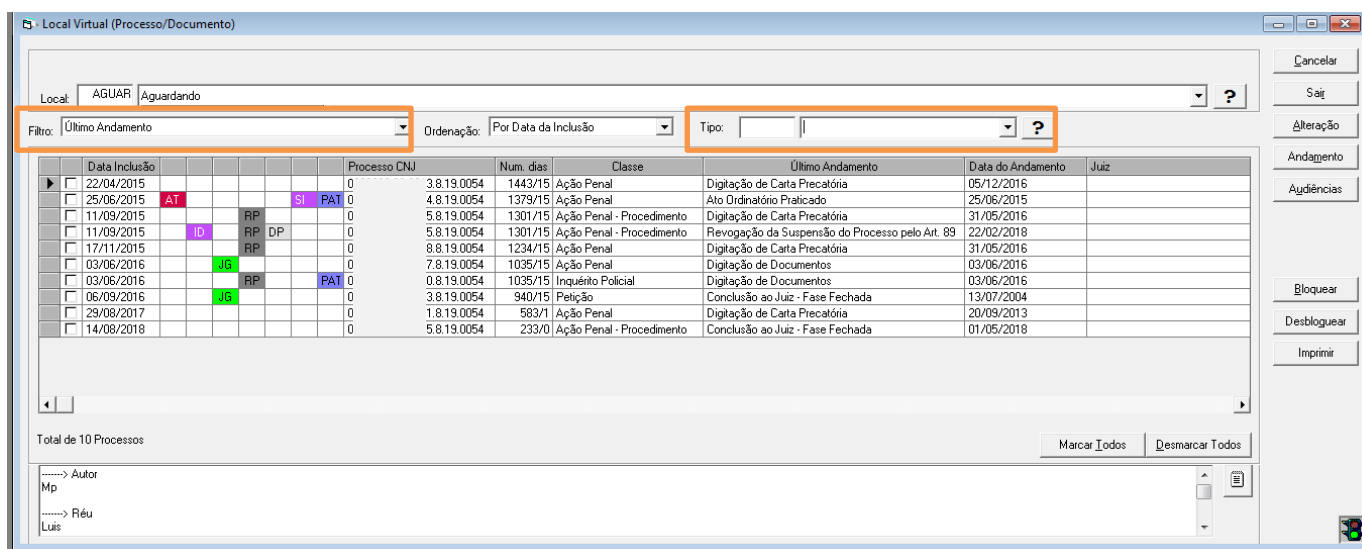 Local Virtual (Processo/Documento)
Cancelar
Local: AGUAR Aguardando ?
Sair
Filtro: Último Andamento Ordenação: Por Data da Inclusão Tipo: ?
Alteração
Andamento
Audiências
Data Inclusão Processo CNJ Num. dias Classe Último Andamento Data do Andamento Juiz
22/04/2015 0 3.8.19.0054 1443/15 Ação Penal Digitação de Carta Precatória 05/12/2016
25/06/2015 AT SI PAT 0 4.8.19.0054 1379/15 Ação Penal Ato Ordinatório Praticado 25/06/2015
11/09/2015 RP 0 5.8.19.0054 1301/15 Ação Penal - Procedimento Digitação de Carta Precatória 31/05/2016
11/09/2015 ID RP DP 0 5.8.19.0054 1301/15 Ação Penal - Procedimento Revogação da Suspensão do Processo pelo Art. 89 22/02/2018
17/11/2015 RP 0 8.8.19.0054 1234/15 Ação Penal Digitação de Carta Precatória 31/05/2016
03/06/2016 JG 0 7.8.19.0054 1035/15 Ação Penal Digitação de Documentos 03/06/2016
03/06/2016 RP PAT 0 0.8.19.0054 1035/15 Inquérito Policial Digitação de Documentos 03/06/2016
06/09/2016 JG 0 3.8.19.0054 940/15 Petição Conclusão ao Juiz - Fase Fechada 13/07/2004
29/08/2017 0 1.8.19.0054 583/1 Ação Penal Digitação de Carta Precatória 20/09/2013
14/08/2018 0 5.8.19.0054 233/0 Ação Penal - Procedimento Conclusão ao Juiz - Fase Fechada 01/05/2018
Bloquear
Desbloquear
Imprimir
Total de 10 Processos
Marcar Todos Desmarcar Todos
-------> Autor
Mp
-------> Réu
Luis